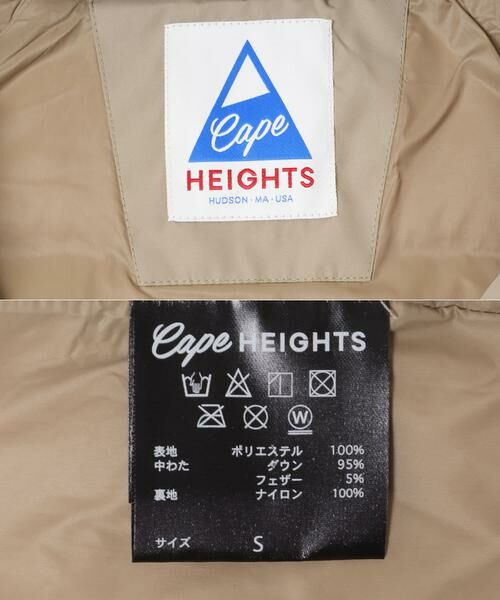 Cape
HEIGHTS
HUDSON · MA · USA
Cape HEIGHTS
W
表地 ポリエステル 100%
中わた ダウン 95%
フェザー 5%
裏地 ナイロン 100%
サイズ S